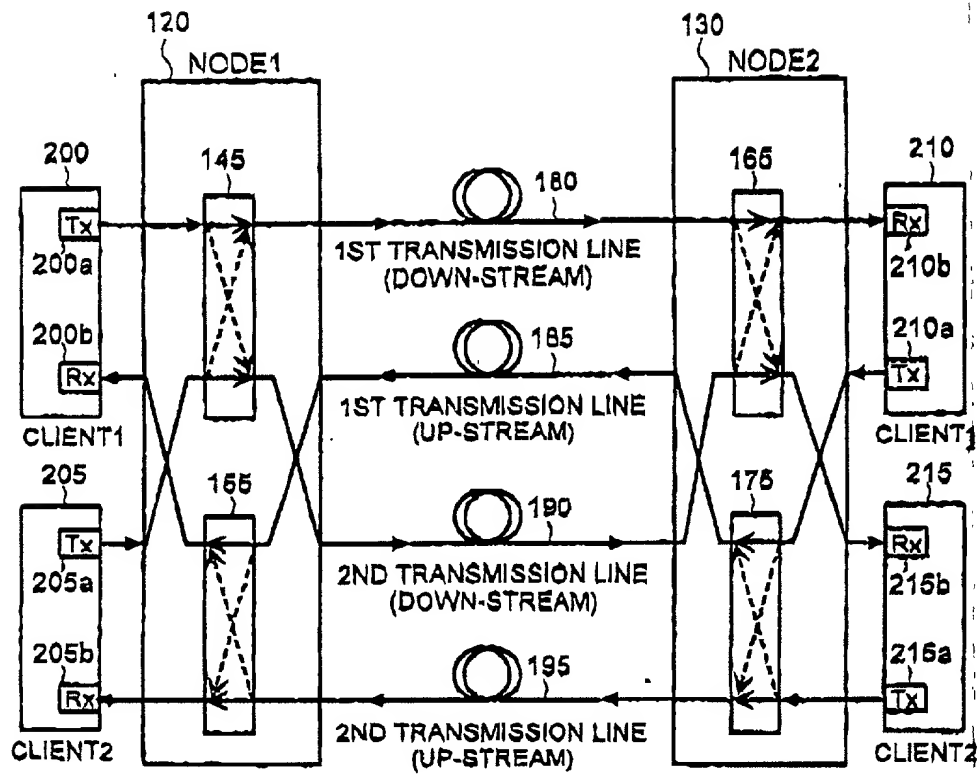 120
130
NODE1
NODE2
200
145
180
165
210
Tx
Rx
200a
1ST TRANSMISSION LINE
(DOWN-STREAM)
210b
200b
185
210a
Rx
Tx
1ST TRANSMISSION LINE
(UP-STREAM)
CLIENT1
CLIENT1
205
155
190
175
215
Tx
Rx
205a
2ND TRANSMISSION LINE
(DOWN-STREAM)
215b
205b
195
215a
Rx
Tx
2ND TRANSMISSION LINE
(UP-STREAM)
CLIENT2
CLIENT2